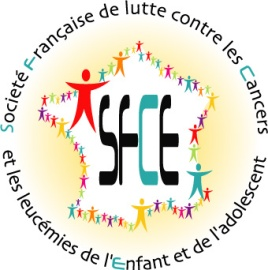 Société Française de lutte contre les Cancers
SFCE
et les leucémies de l'Enfant et de l'adolescent